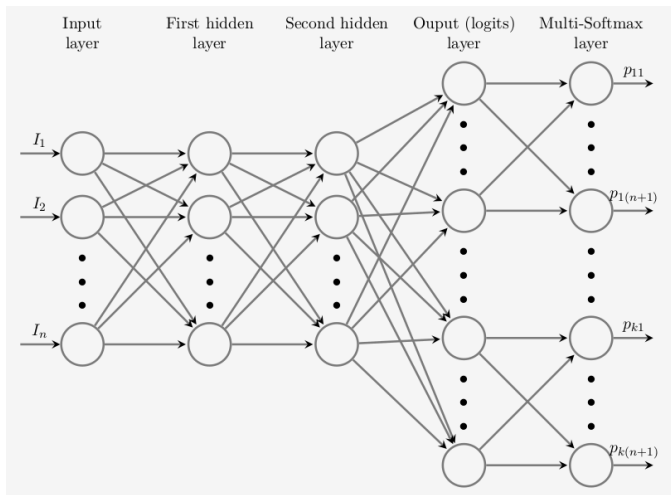 Input First hidden Second hidden Ouput (logits) Multi-Softmax
layer layer layer layer layer
p11
I1
I2
p1(n+1)
In
pk1
pk(n+1)